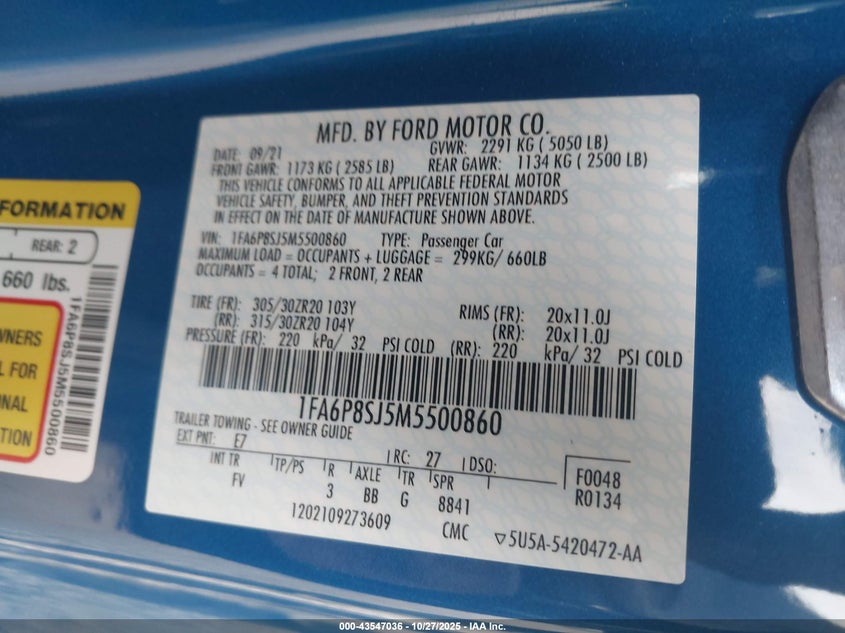 MFD. BY FORD MOTOR CO.
DATE: 09/21 GVWR: 2291 KG ( 5050 LB)
FRONT GAWR: 1173 KG ( 2585 LB) REAR GAWR: 1134 KG ( 2500 LB)
THIS VEHICLE CONFORMS TO ALL APPLICABLE FEDERAL MOTOR
VEHICLE SAFETY, BUMPER, AND THEFT PREVENTION STANDARDS
IN EFFECT ON THE DATE OF MANUFACTURE SHOWN ABOVE.
VIN: 1FA6P8SJ5M5500860 TYPE: Passenger Car
MAXIMUM LOAD = OCCUPANTS + LUGGAGE = 299KG/ 660LB
OCCUPANTS = 4 TOTAL; 2 FRONT, 2 REAR
TIRE (FR): 305/30ZR20 103Y RIMS (FR): 20x11.0J
(RR): 315/30ZR20 104Y (RR): 20x11.0J
PRESSURE (FR): 220 kPa/ 32 PSI COLD (RR): 220 kPa/ 32 PSI COLD
1FA6P8SJ5M5500860
TRAILER TOWING - SEE OWNER GUIDE
EXT PNT: E7 RC: 27 DSO:
INT TR TP/PS R AXLE TR SPR
FV 3 BB G 8841
F0048
R0134
1202109273609 CMC ▽5U5A-5420472-AA
FORMATION
REAR: 2
660 lbs.
WNERS
L FOR
ONAL
TION
1FA6P8SJ5M5500860
000-43547036 - 10/27/2025 - IAA Inc.